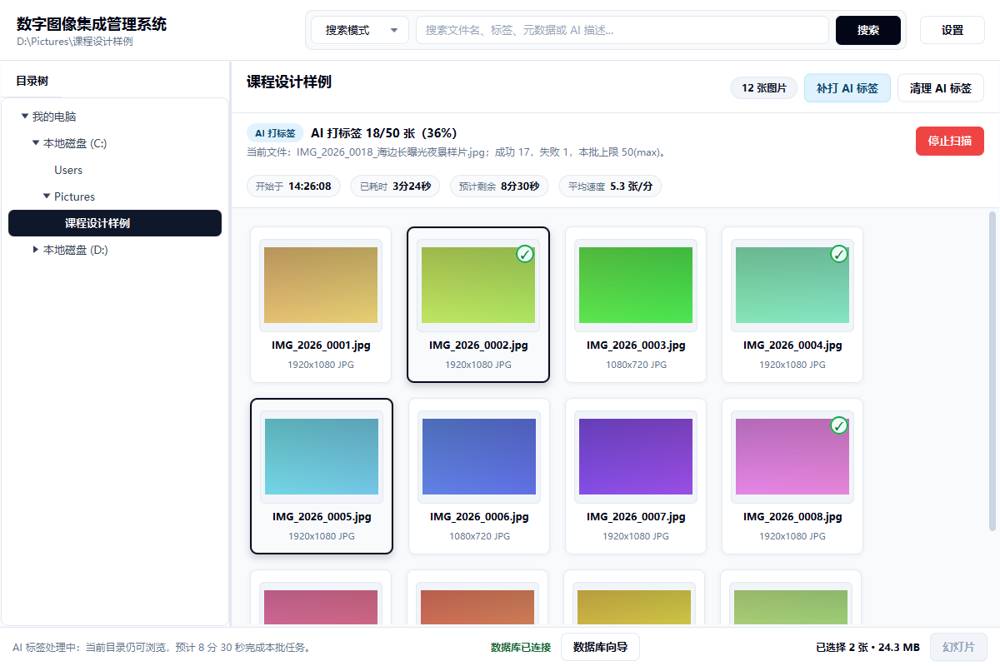 数字图像集成管理系统
D:\Pictures\课程设计样例
搜索模式
搜索文件名、标签、元数据或 AI 描述...
搜索
设置
目录树
我的电脑
本地磁盘 (C:)
Users
Pictures
课程设计样例
本地磁盘 (D:)
课程设计样例
12 张图片
补打 AI 标签
清理 AI 标签
AI 打标签
AI 打标签 18/50 张（36%）
当前文件：IMG_2026_0018_海边长曝光夜景样片.jpg；成功 17，失败 1，本批上限 50(max)。
停止扫描
开始于 14:26:08
已耗时 3分24秒
预计剩余 8分30秒
平均速度 5.3 张/分
IMG_2026_0001.jpg
1920x1080 JPG
IMG_2026_0002.jpg
1920x1080 JPG
IMG_2026_0003.jpg
1080x720 JPG
IMG_2026_0004.jpg
1920x1080 JPG
IMG_2026_0005.jpg
1920x1080 JPG
IMG_2026_0006.jpg
1080x720 JPG
IMG_2026_0007.jpg
1920x1080 JPG
IMG_2026_0008.jpg
1920x1080 JPG
AI 标签处理中：当前目录仍可浏览，预计 8 分 30 秒完成本批任务。
数据库已连接
数据库向导
已选择 2 张 • 24.3 MB
幻灯片